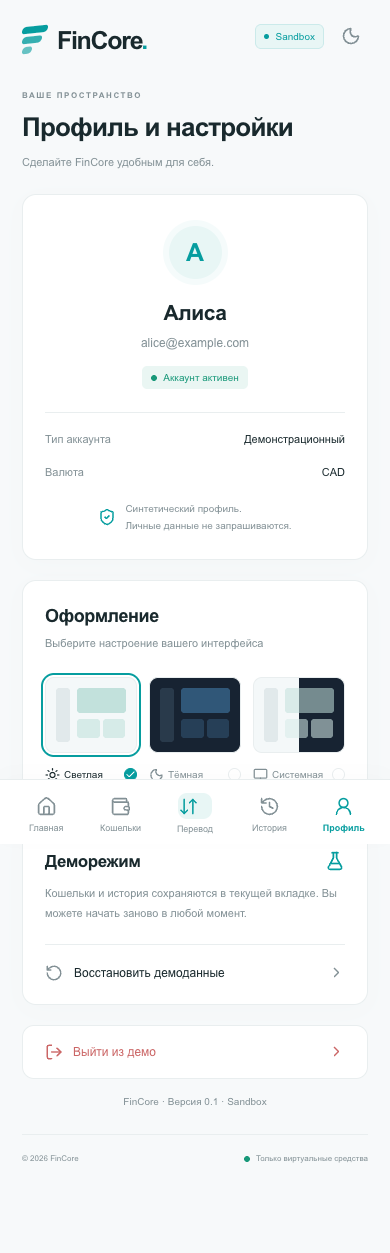 FinCore.
Sandbox
ВАШЕ ПРОСТРАНСТВО
Профиль и настройки
Сделайте FinCore удобным для себя.
А
Алиса
alice@example.com
Аккаунт активен
Тип аккаунта Демонстрационный
Валюта CAD
Синтетический профиль.
Личные данные не запрашиваются.
Оформление
Выберите настроение вашего интерфейса
Светлая Тёмная Системная
Главная Кошельки Перевод История Профиль
Деморежим
Кошельки и история сохраняются в текущей вкладке. Вы
можете начать заново в любой момент.
Восстановить демоданные
Выйти из демо
FinCore · Версия 0.1 · Sandbox
© 2026 FinCore
Только виртуальные средства